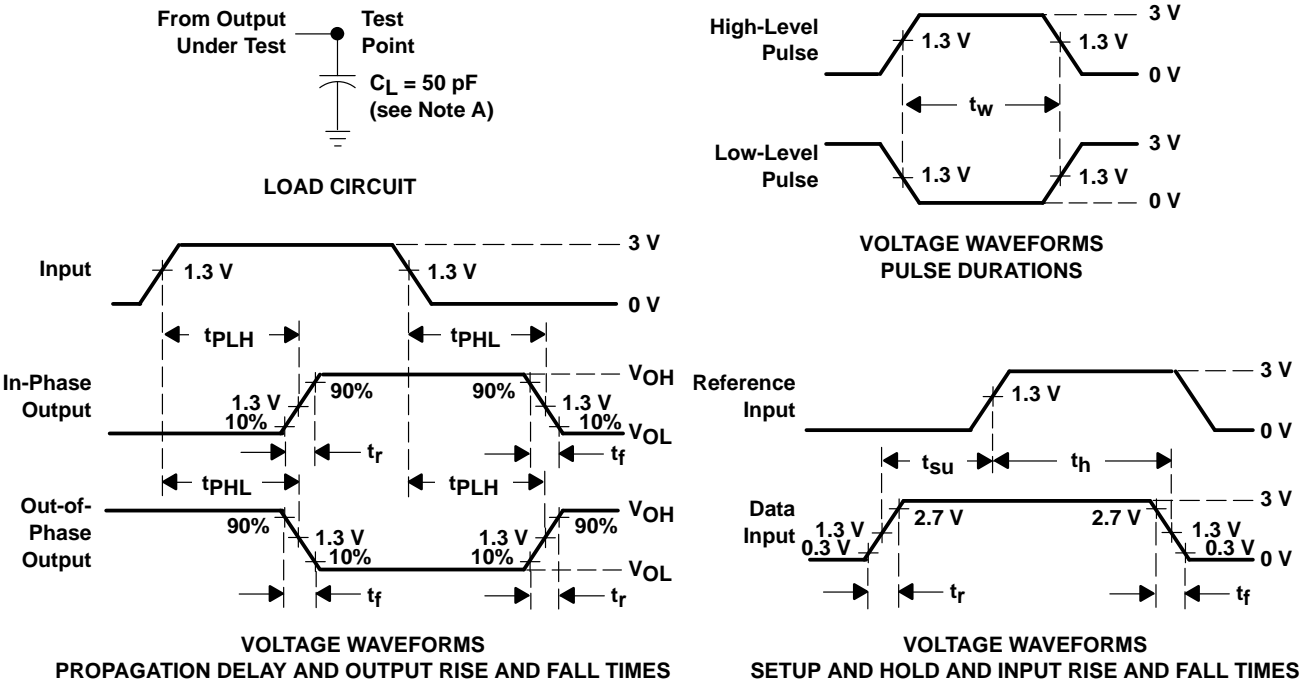 From Output
Under Test
Test
Point
CL = 50 pF
(see Note A)
LOAD CIRCUIT
High-Level
Pulse
3 V
1.3 V
1.3 V
0 V
tw
Low-Level
Pulse
3 V
1.3 V
1.3 V
0 V
VOLTAGE WAVEFORMS
PULSE DURATIONS
Input
3 V
1.3 V
1.3 V
0 V
tPLH
tPHL
In-Phase
Output
VOH
90%
90%
1.3 V
1.3 V
10%
10%
VOL
tr
tf
tPHL
tPLH
Out-of-
Phase
Output
VOH
90%
90%
1.3 V
1.3 V
10%
10%
VOL
tf
tr
VOLTAGE WAVEFORMS
PROPAGATION DELAY AND OUTPUT RISE AND FALL TIMES
Reference
Input
3 V
1.3 V
0 V
tsu
th
Data
Input
3 V
2.7 V
2.7 V
1.3 V
1.3 V
0.3 V
0.3 V
0 V
tr
tf
VOLTAGE WAVEFORMS
SETUP AND HOLD AND INPUT RISE AND FALL TIMES